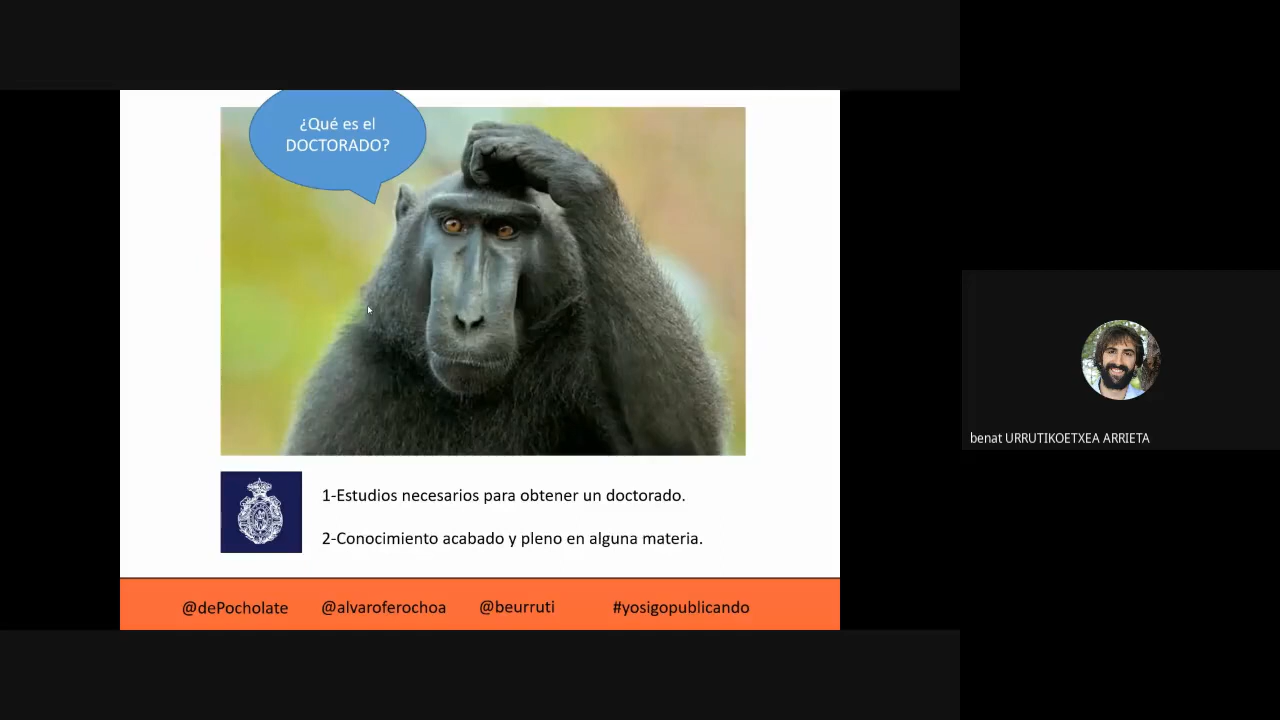 ¿Qué es el
DOCTORADO?
1-Estudios necesarios para obtener un doctorado.
2-Conocimiento acabado y pleno en alguna materia.
@dePocholate @alvaroferochoa @beurruti #yosigopublicando
benat URRUTIKOETXEA ARRIETA